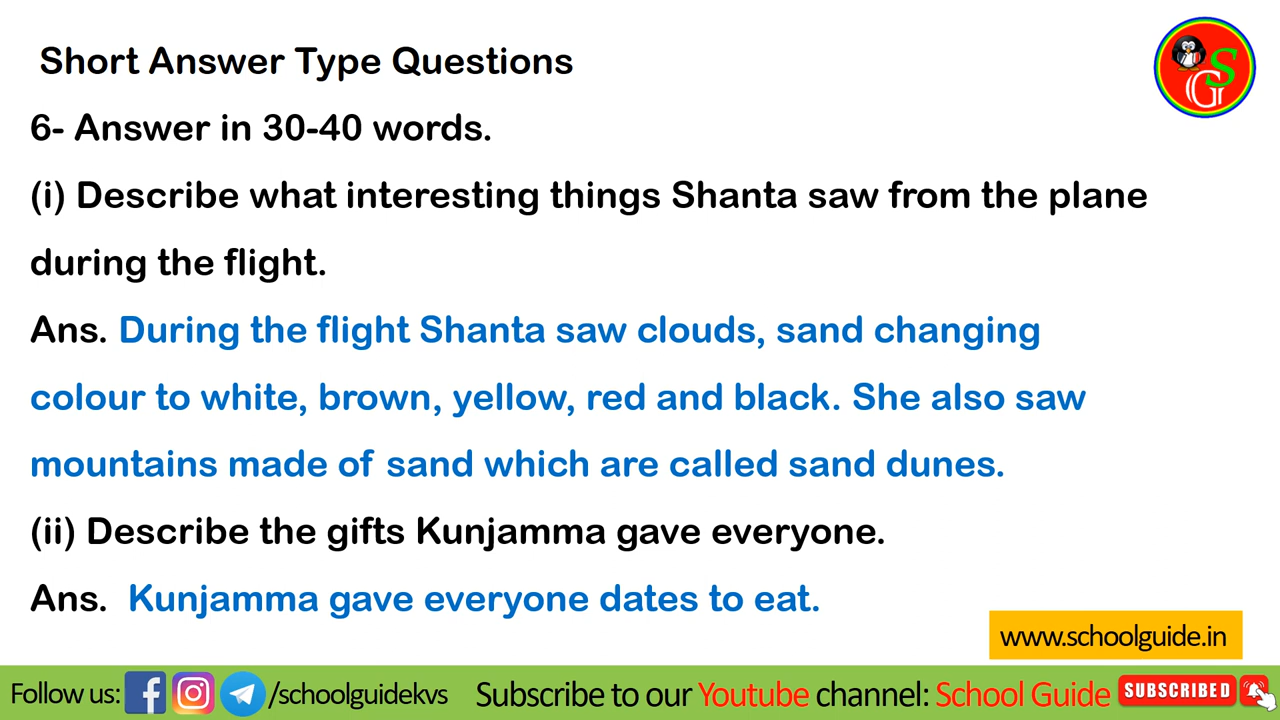 Short Answer Type Questions
SG
6- Answer in 30-40 words.
(i) Describe what interesting things Shanta saw from the plane
during the flight.
Ans. During the flight Shanta saw clouds, sand changing
colour to white, brown, yellow, red and black. She also saw
mountains made of sand which are called sand dunes.
(ii) Describe the gifts Kunjamma gave everyone.
Ans. Kunjamma gave everyone dates to eat.
www.schoolguide.in
Follow us: /schoolguidekvs Subscribe to our Youtube channel: School Guide SUBSCRIBED